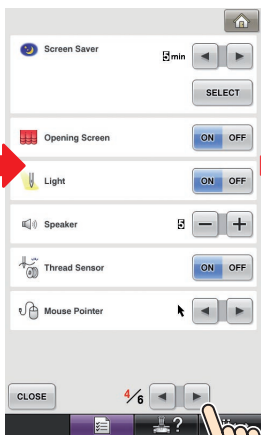 Screen Saver
5 min
SELECT
Opening Screen ON OFF
Light ON OFF
Speaker 5 − +
Thread Sensor ON OFF
Mouse Pointer
CLOSE 4/6
?